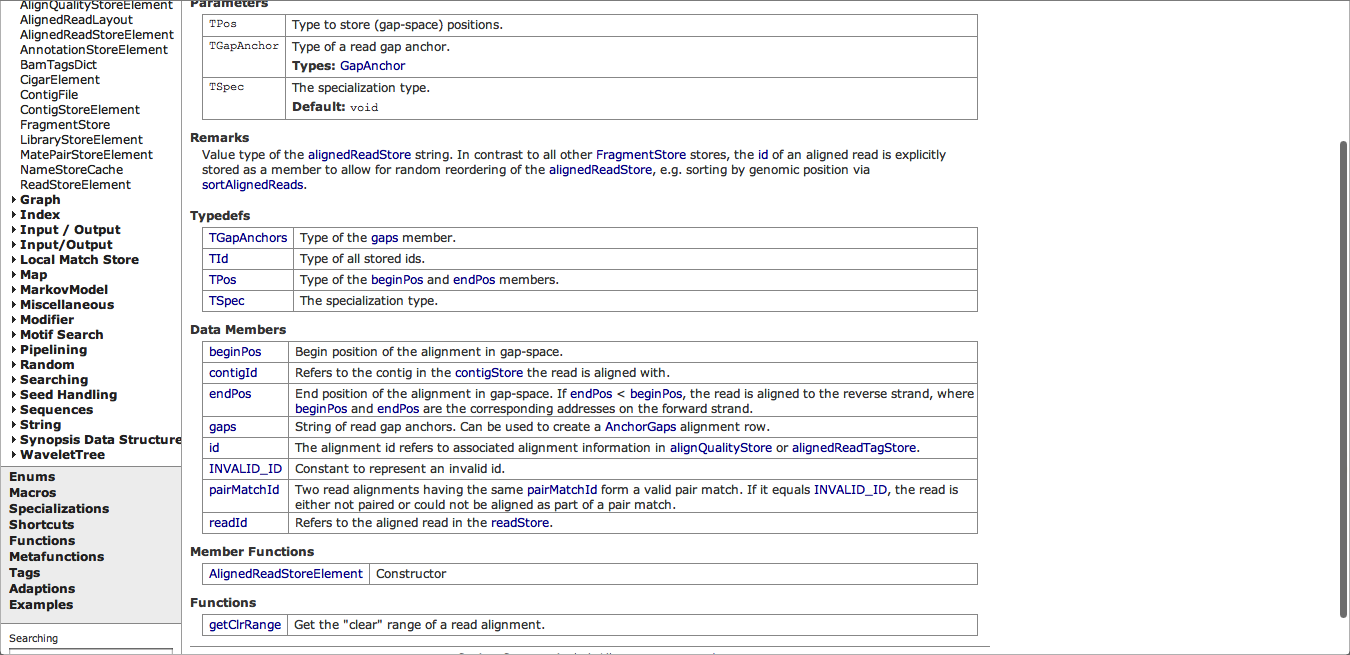 AlignQualityStoreElement
AlignedReadLayout
AlignedReadStoreElement
AnnotationStoreElement
BamTagsDict
CigarElement
ContigFile
ContigStoreElement
FragmentStore
LibraryStoreElement
MatePairStoreElement
NameStoreCache
ReadStoreElement
Graph
Index
Input / Output
Input/Output
Local Match Store
Map
MarkovModel
Miscellaneous
Modifier
Motif Search
Pipelining
Random
Searching
Seed Handling
Sequences
String
Synopsis Data Structure
WaveletTree
Enums
Macros
Specializations
Shortcuts
Functions
Metafunctions
Tags
Adaptions
Examples
Searching
Parameters
TPos Type to store (gap-space) positions.
TGapAnchor Type of a read gap anchor.
Types: GapAnchor
TSpec The specialization type.
Default: void
Remarks
Value type of the alignedReadStore string. In contrast to all other FragmentStore stores, the id of an aligned read is explicitly
stored as a member to allow for random reordering of the alignedReadStore, e.g. sorting by genomic position via
sortAlignedReads.
Typedefs
TGapAnchors Type of the gaps member.
TId Type of all stored ids.
TPos Type of the beginPos and endPos members.
TSpec The specialization type.
Data Members
beginPos Begin position of the alignment in gap-space.
contigId Refers to the contig in the contigStore the read is aligned with.
endPos End position of the alignment in gap-space. If endPos < beginPos, the read is aligned to the reverse strand, where
beginPos and endPos are the corresponding addresses on the forward strand.
gaps String of read gap anchors. Can be used to create a AnchorGaps alignment row.
id The alignment id refers to associated alignment information in alignQualityStore or alignedReadTagStore.
INVALID_ID Constant to represent an invalid id.
pairMatchId Two read alignments having the same pairMatchId form a valid pair match. If it equals INVALID_ID, the read is
either not paired or could not be aligned as part of a pair match.
readId Refers to the aligned read in the readStore.
Member Functions
AlignedReadStoreElement Constructor
Functions
getClrRange Get the "clear" range of a read alignment.